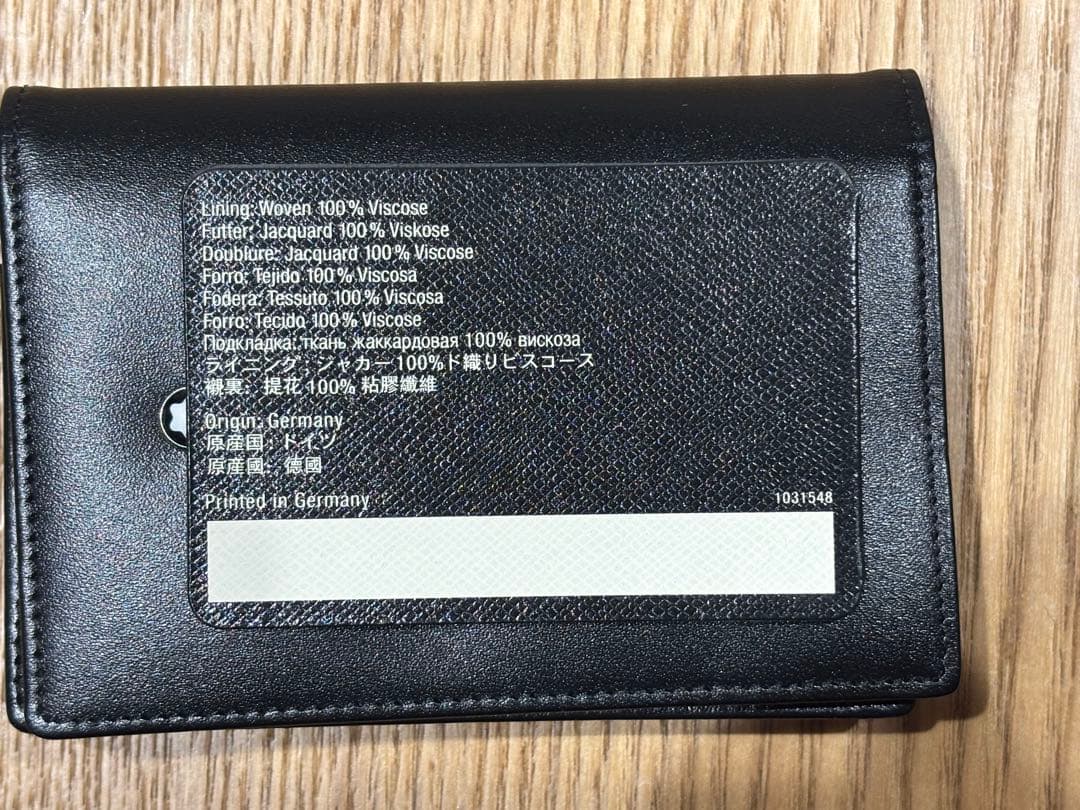 Lining: Woven 100% Viscose
Futter: Jacquard 100% Viskose
Doublure: Jacquard 100% Viscose
Forro: Tejido 100% Viscosa
Fodera: Tessuto 100% Viscosa
Forro: Tecido 100% Viscose
Подкладка: ткань жаккардовая 100% вискоза
ライニング : ジャカー100%ド織りビスコース
襯裏: 提花 100% 粘膠纖維
Origin: Germany
原産国 : ドイツ
原産國: 德國
Printed in Germany
1031548